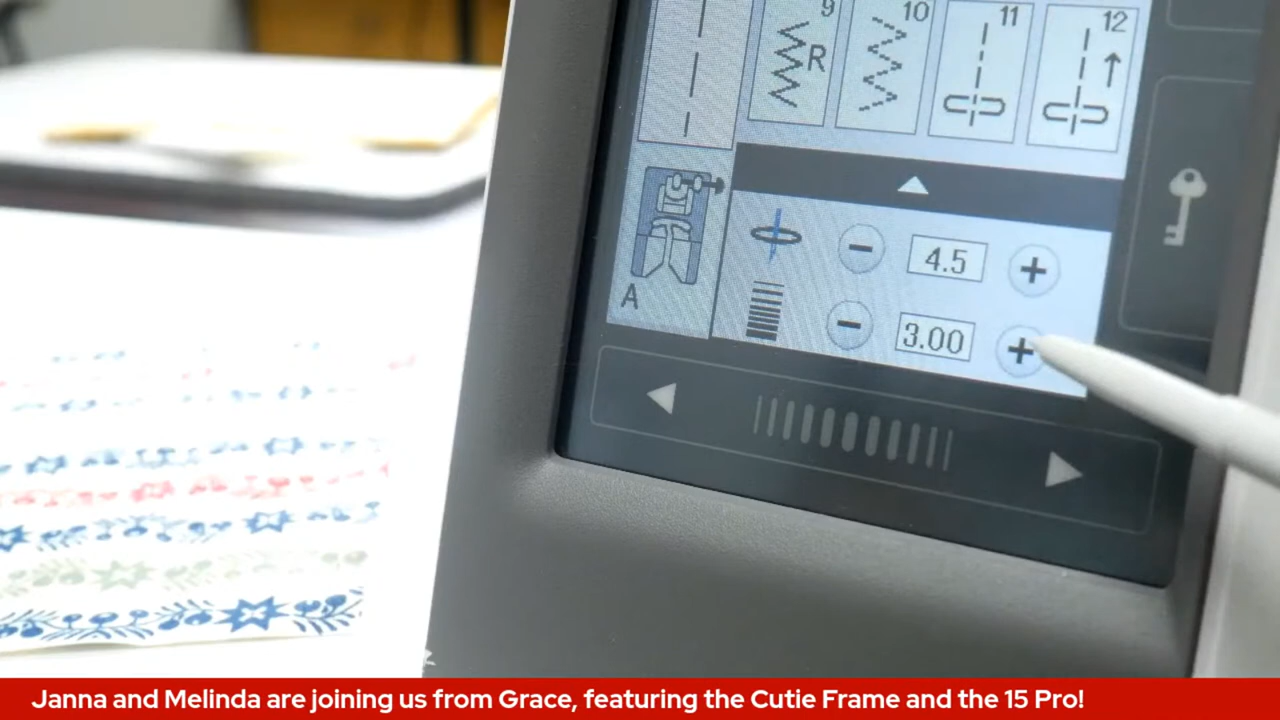 9 10 11 12
R
4.5
A
3.00
Janna and Melinda are joining us from Grace, featuring the Cutie Frame and the 15 Pro!